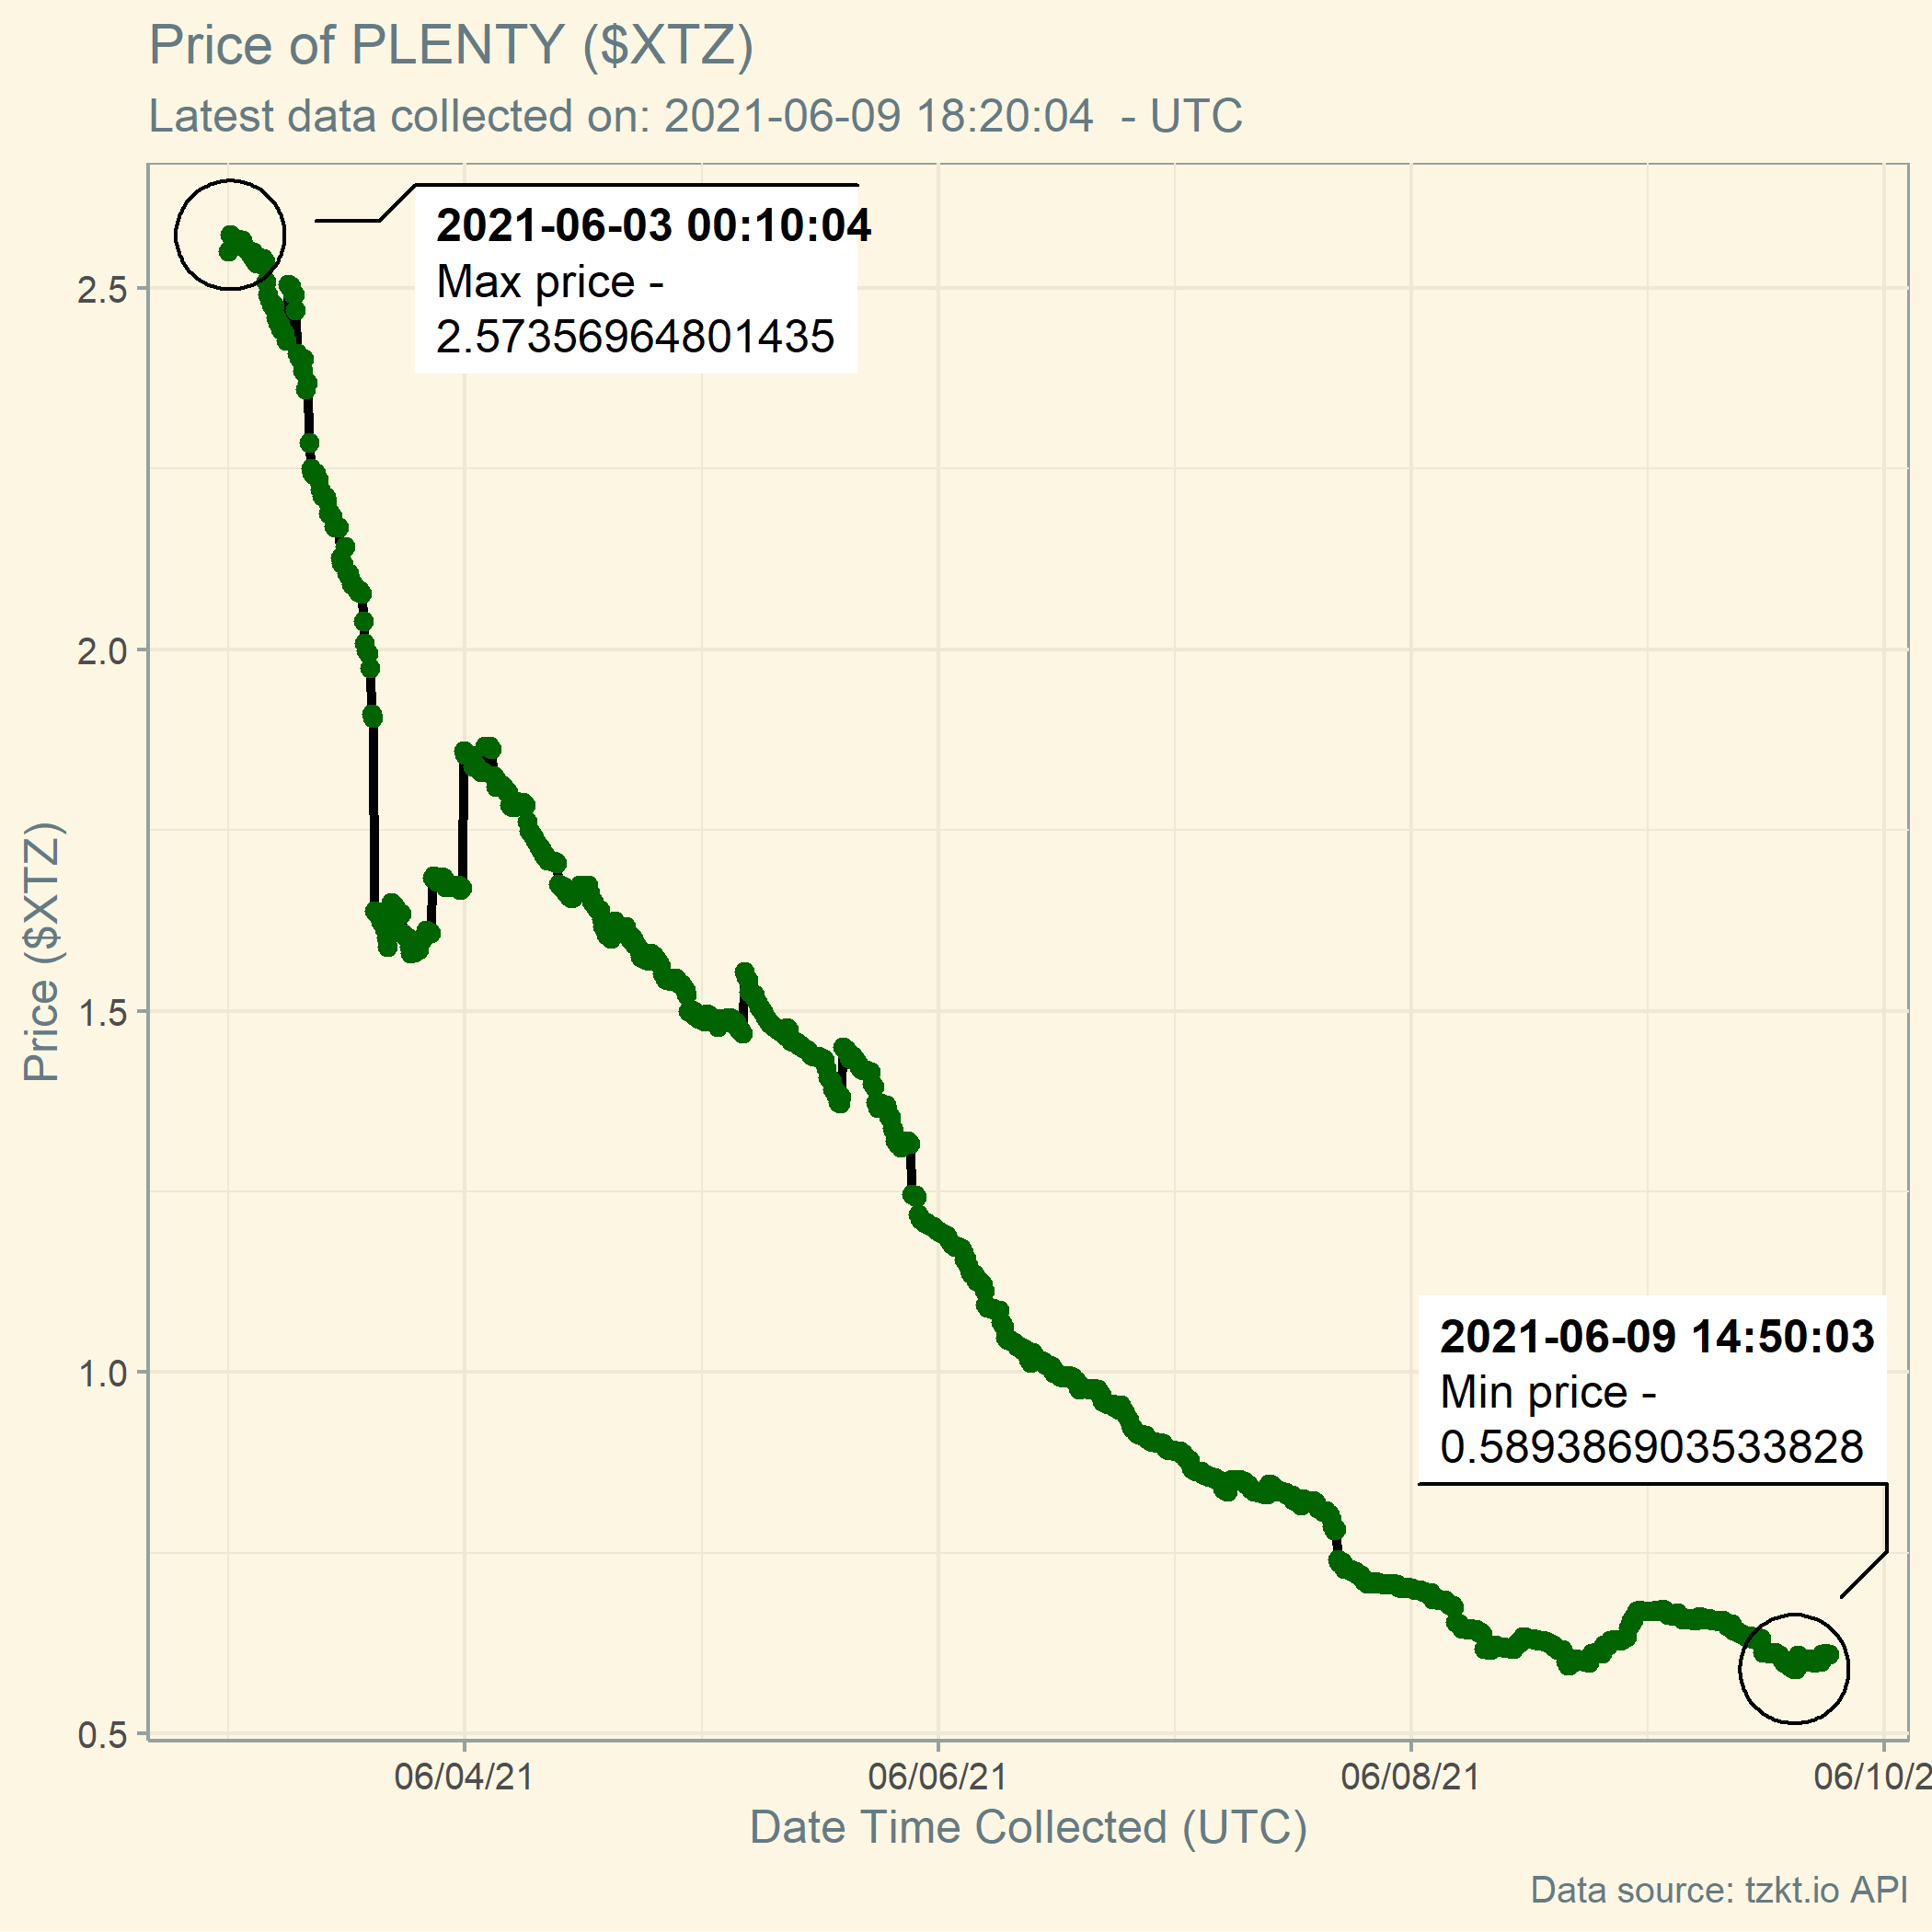 Price of PLENTY ($XTZ)
Latest data collected on: 2021-06-09 18:20:04  - UTC
2021-06-03 00:10:04
Max price -
2.57356964801435
2.5
2.0
1.5
1.0
0.5
Price ($XTZ)
2021-06-09 14:50:03
Min price -
0.589386903533828
06/04/21
06/06/21
06/08/21
06/10/2
Date Time Collected (UTC)
Data source: tzkt.io API